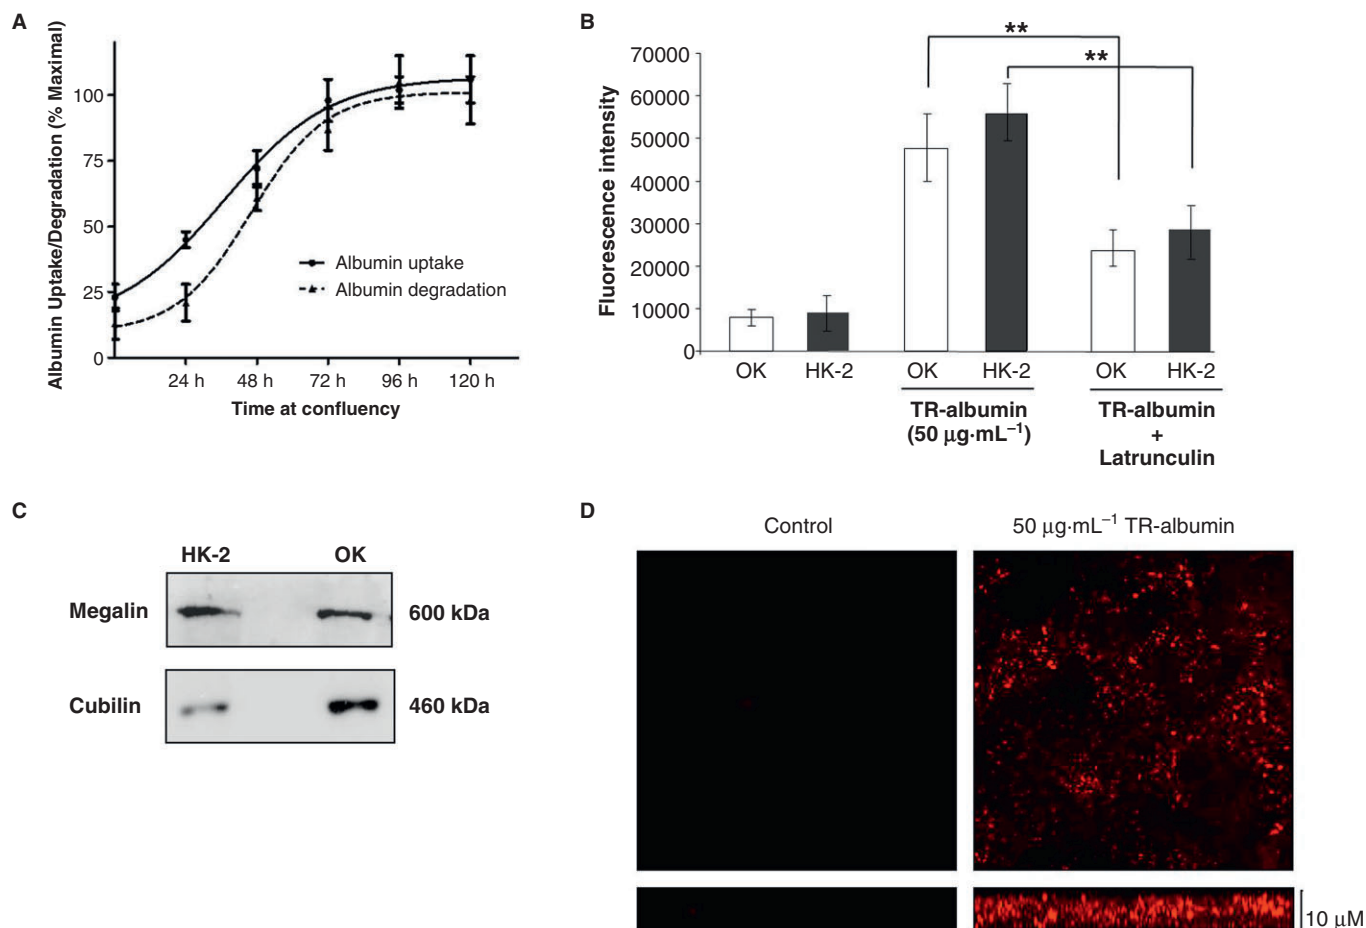 A
Albumin Uptake/Degradation (% Maximal)
100
75
50
25
0
24 h 48 h 72 h 96 h 120 h
Time at confluency
Albumin uptake
Albumin degradation
B
Fluorescence intensity
70000
60000
50000
40000
30000
20000
10000
0
**
**
OK HK-2 OK HK-2 OK HK-2
TR-albumin
(50 μg·mL⁻¹)
TR-albumin
+
Latrunculin
C
HK-2 OK
Megalin 600 kDa
Cubilin 460 kDa
D
Control 50 μg·mL⁻¹ TR-albumin
10 μM